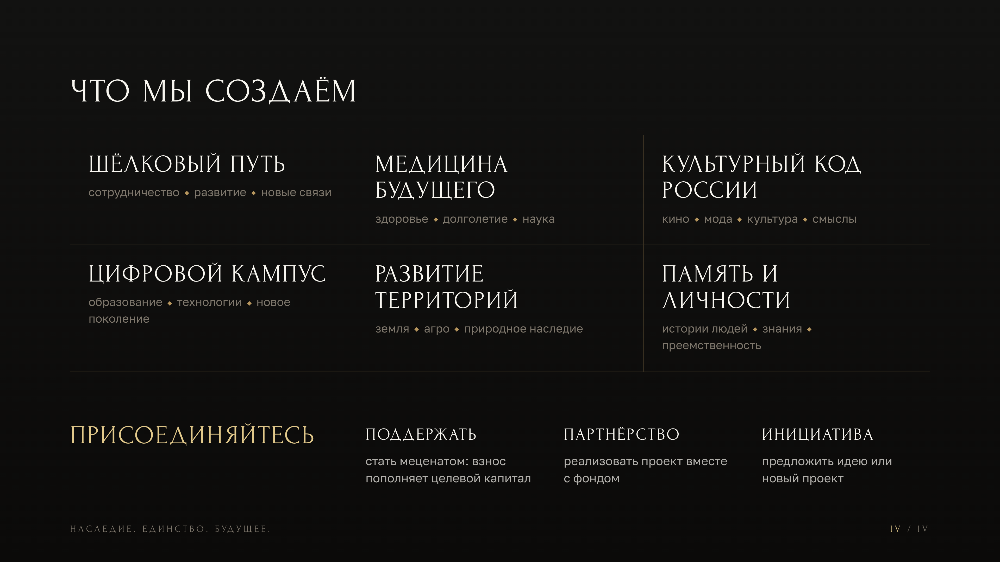 ЧТО МЫ СОЗДАЁМ
ШЁЛКОВЫЙ ПУТЬ
сотрудничество ◆ развитие ◆ новые связи
МЕДИЦИНА
БУДУЩЕГО
здоровье ◆ долголетие ◆ наука
КУЛЬТУРНЫЙ КОД
РОССИИ
кино ◆ мода ◆ культура ◆ смыслы
ЦИФРОВОЙ КАМПУС
образование ◆ технологии ◆ новое
поколение
РАЗВИТИЕ
ТЕРРИТОРИЙ
земля ◆ агро ◆ природное наследие
ПАМЯТЬ И
ЛИЧНОСТИ
истории людей ◆ знания ◆
преемственность
ПРИСОЕДИНЯЙТЕСЬ
ПОДДЕРЖАТЬ
стать меценатом: взнос
пополняет целевой капитал
ПАРТНЁРСТВО
реализовать проект вместе
с фондом
ИНИЦИАТИВА
предложить идею или
новый проект
НАСЛЕДИЕ. ЕДИНСТВО. БУДУЩЕЕ.
IV / IV